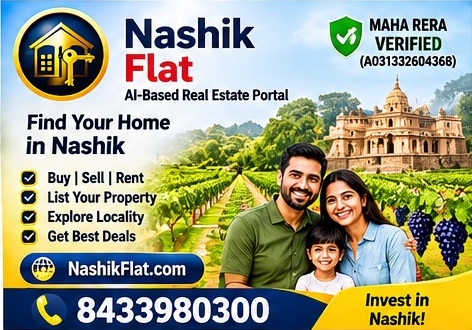 Nashik
Flat
AI-Based Real Estate Portal
MAHA RERA
VERIFIED
(A031332604368)
Find Your Home
in Nashik
Buy | Sell | Rent
List Your Property
Explore Locality
Get Best Deals
NashikFlat.com
8433980300
Invest in
Nashik!